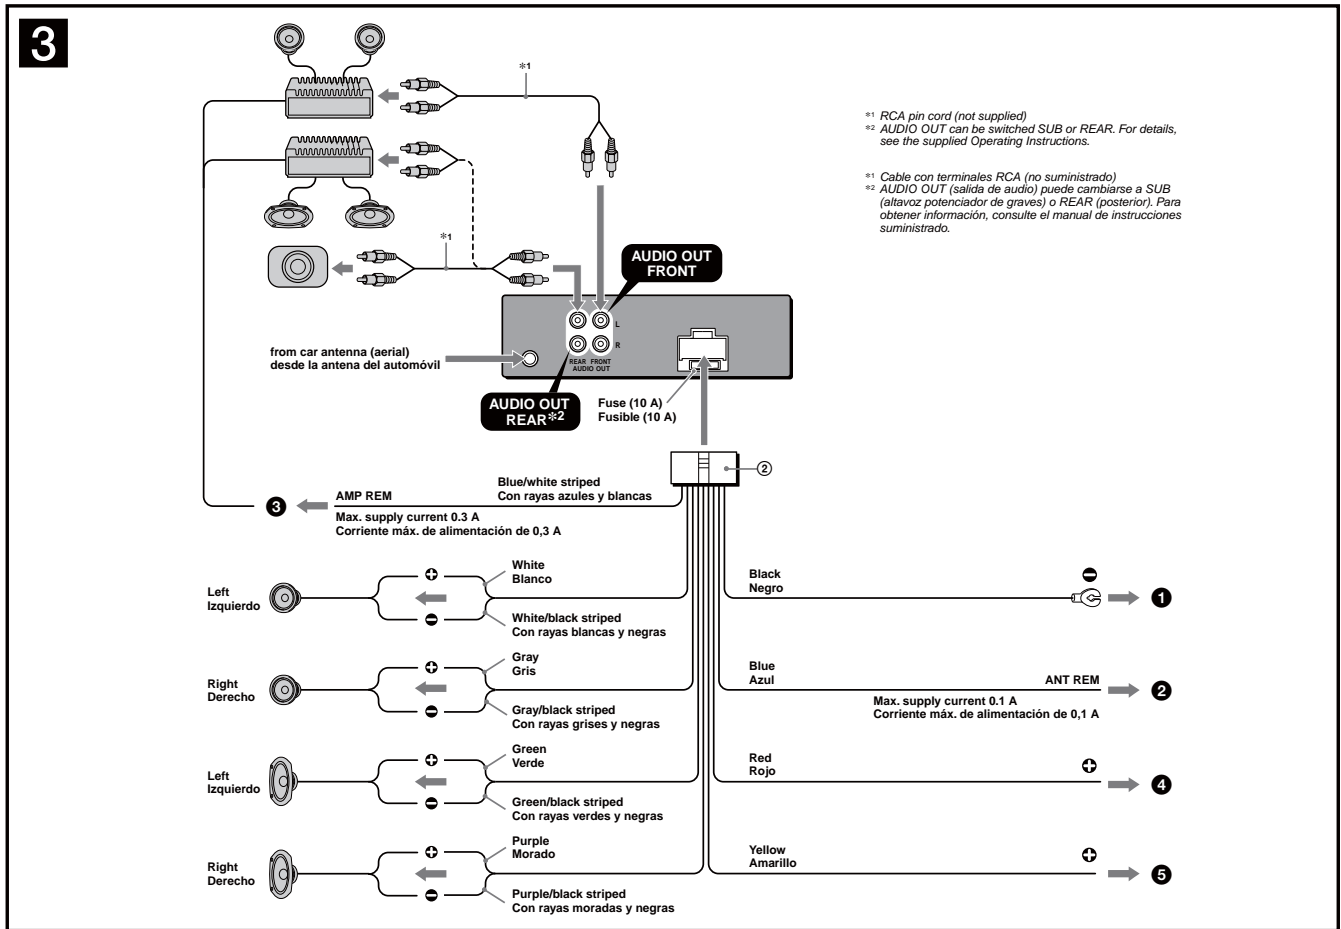 3
*1
*1 RCA pin cord (not supplied)
*2 AUDIO OUT can be switched SUB or REAR. For details,
see the supplied Operating Instructions.
*1 Cable con terminales RCA (no suministrado)
*2 AUDIO OUT (salida de audio) puede cambiarse a SUB
(altavoz potenciador de graves) o REAR (posterior). Para
obtener información, consulte el manual de instrucciones
suministrado.
*1
AUDIO OUT
FRONT
L
R
REAR FRONT
AUDIO OUT
from car antenna (aerial)
desde la antena del automóvil
AUDIO OUT
REAR*2
Fuse (10 A)
Fusible (10 A)
②
Blue/white striped
Con rayas azules y blancas
❸
AMP REM
Max. supply current 0.3 A
Corriente máx. de alimentación de 0,3 A
Left
Izquierdo
+
−
White
Blanco
White/black striped
Con rayas blancas y negras
Black
Negro
−
❶
Right
Derecho
+
−
Gray
Gris
Gray/black striped
Con rayas grises y negras
Blue
Azul
ANT REM
Max. supply current 0.1 A
Corriente máx. de alimentación de 0,1 A
❷
Left
Izquierdo
+
−
Green
Verde
Green/black striped
Con rayas verdes y negras
Red
Rojo
+
❹
Right
Derecho
+
−
Purple
Morado
Purple/black striped
Con rayas moradas y negras
Yellow
Amarillo
+
❺